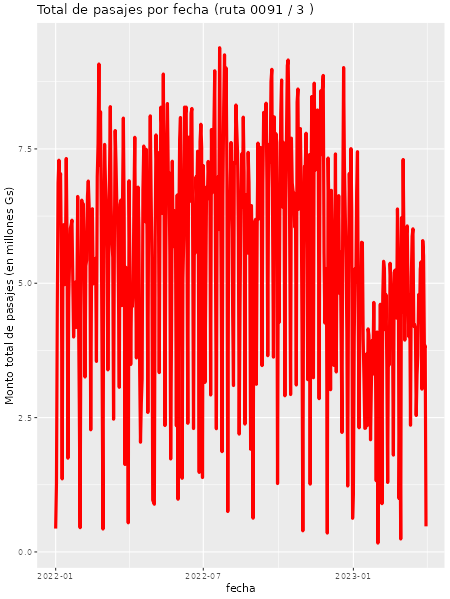 Total de pasajes por fecha (ruta 0091 / 3 )
Monto total de pasajes (en millones Gs)
7.5
5.0
2.5
0.0
2022-01
2022-07
2023-01
fecha